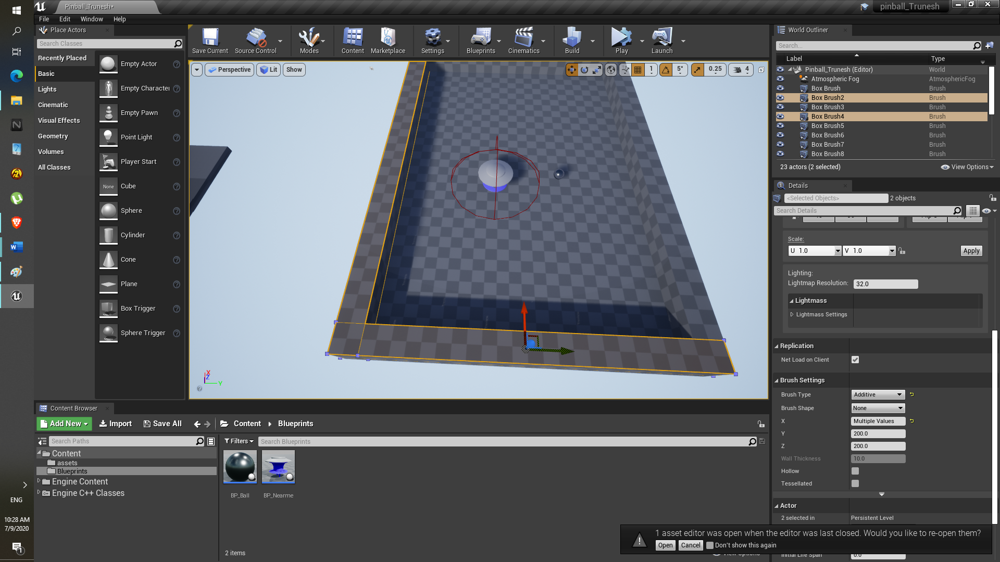 Pinball_Trunesh*
pinball_Trunesh
File Edit Window Help
Place Actors
Search Classes
Recently Placed
Basic
Lights
Cinematic
Visual Effects
Geometry
Volumes
All Classes
Empty Actor
Empty Character
Empty Pawn
Point Light
Player Start
None
Cube
Sphere
Cylinder
Cone
Plane
Box Trigger
Sphere Trigger
Save Current
Source Control
Modes
Content
Marketplace
Settings
Blueprints
Cinematics
Build
Play
Launch
Perspective
Lit
Show
1
5°
0.25
4
X
Z
Y
World Outliner
Search...
Label Type
Pinball_Trunesh (Editor) World
Atmospheric Fog AtmosphericFog
Box Brush Brush
Box Brush2 Brush
Box Brush3 Brush
Box Brush4 Brush
Box Brush5 Brush
Box Brush6 Brush
Box Brush7 Brush
Box Brush8 Brush
23 actors (2 selected)
View Options
Details
<Selected Objects> 2 objects
Search Details
Scale:
U 1.0 V 1.0 Apply
Lighting:
Lightmap Resolution: 32.0
Lightmass
Lightmass Settings
Replication
Net Load on Client
Brush Settings
Brush Type Additive
Brush Shape None
X Multiple Values
Y 200.0
Z 200.0
Wall Thickness 10.0
Hollow
Tessellated
Actor
2 selected in Persistent Level
1 asset editor was open when the editor was last closed. Would you like to re-open them?
Open Cancel Don't show this again
Initial Life Span 0.0
View Options
Content Browser
Add New Import Save All Content Blueprints
Search Paths
Content
assets
Blueprints
Engine Content
Engine C++ Classes
Filters
Search Blueprints
BP_Ball
BP_Nearme
2 items
ENG
10:28 AM
7/9/2020
1